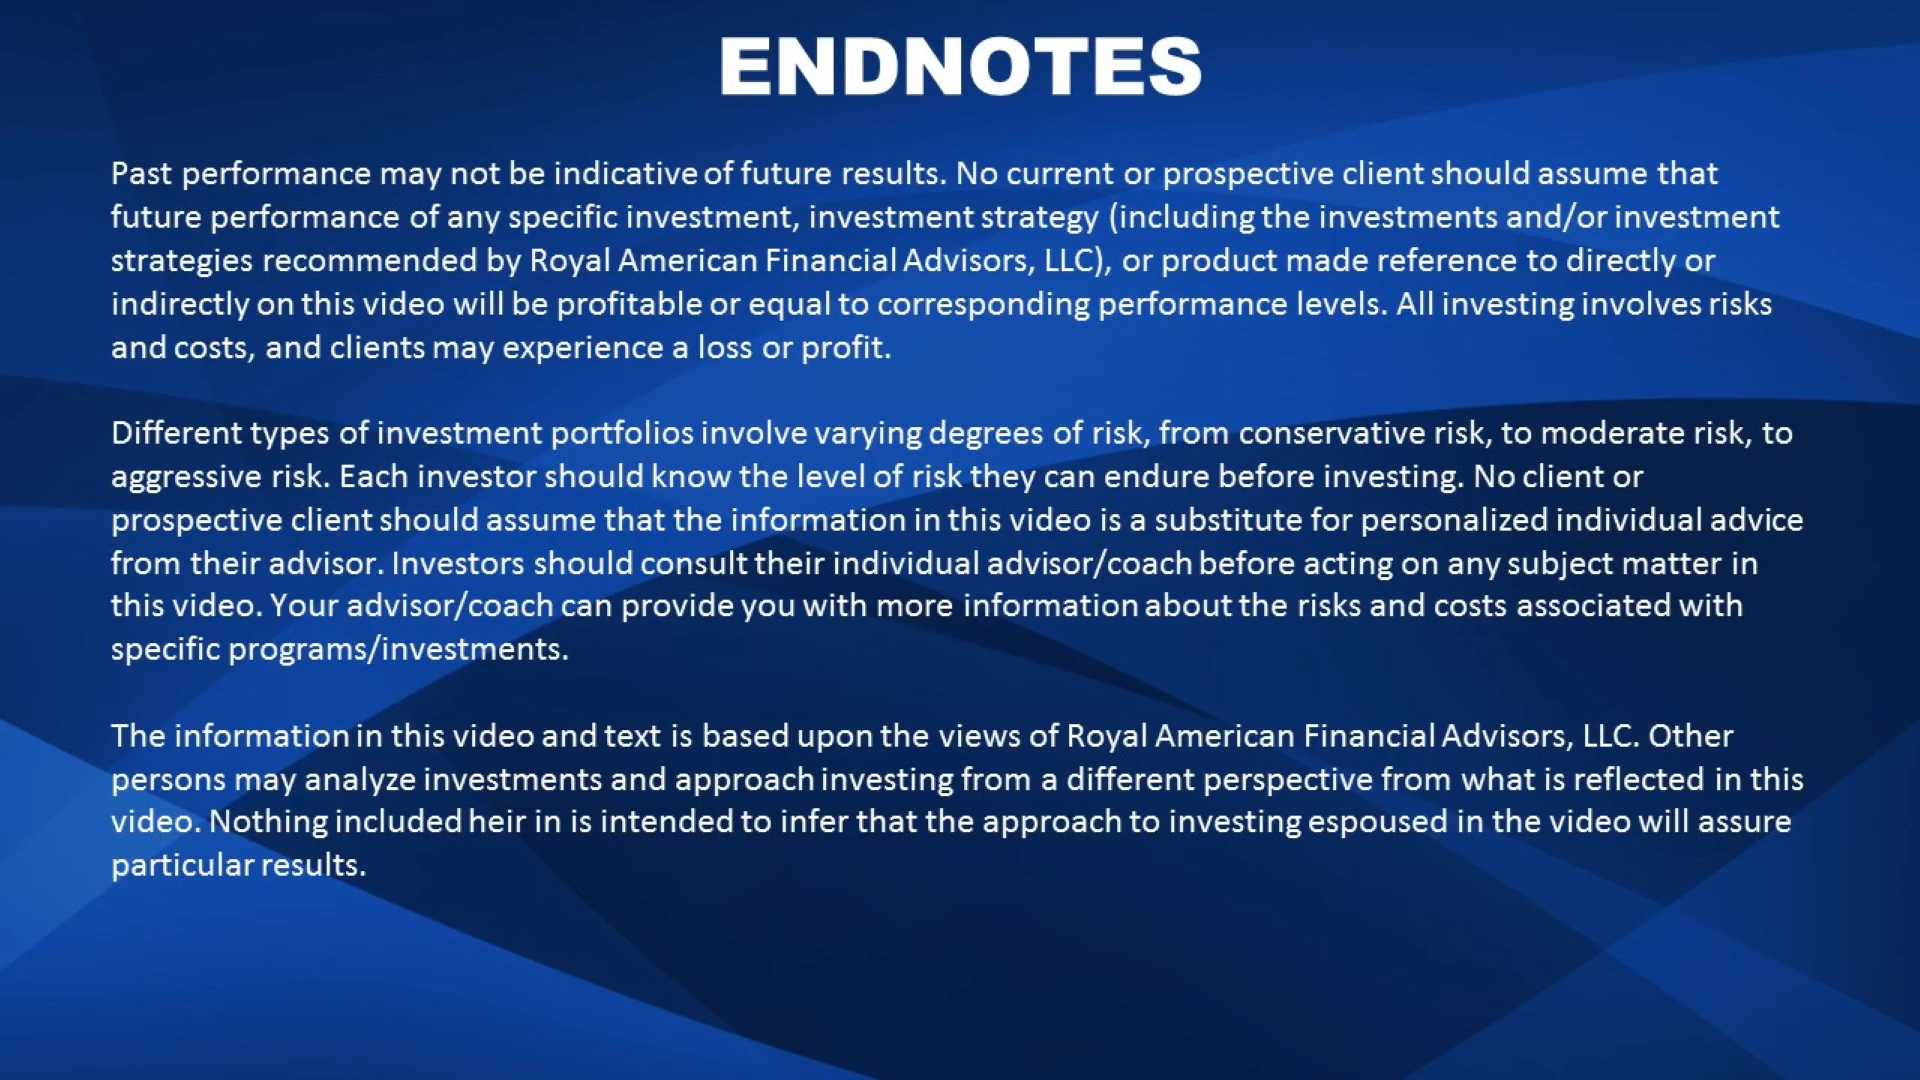 ENDNOTES
Past performance may not be indicative of future results. No current or prospective client should assume that
future performance of any specific investment, investment strategy (including the investments and/or investment
strategies recommended by Royal American Financial Advisors, LLC), or product made reference to directly or
indirectly on this video will be profitable or equal to corresponding performance levels. All investing involves risks
and costs, and clients may experience a loss or profit.
Different types of investment portfolios involve varying degrees of risk, from conservative risk, to moderate risk, to
aggressive risk. Each investor should know the level of risk they can endure before investing. No client or
prospective client should assume that the information in this video is a substitute for personalized individual advice
from their advisor. Investors should consult their individual advisor/coach before acting on any subject matter in
this video. Your advisor/coach can provide you with more information about the risks and costs associated with
specific programs/investments.
The information in this video and text is based upon the views of Royal American Financial Advisors, LLC. Other
persons may analyze investments and approach investing from a different perspective from what is reflected in this
video. Nothing included heir in is intended to infer that the approach to investing espoused in the video will assure
particular results.